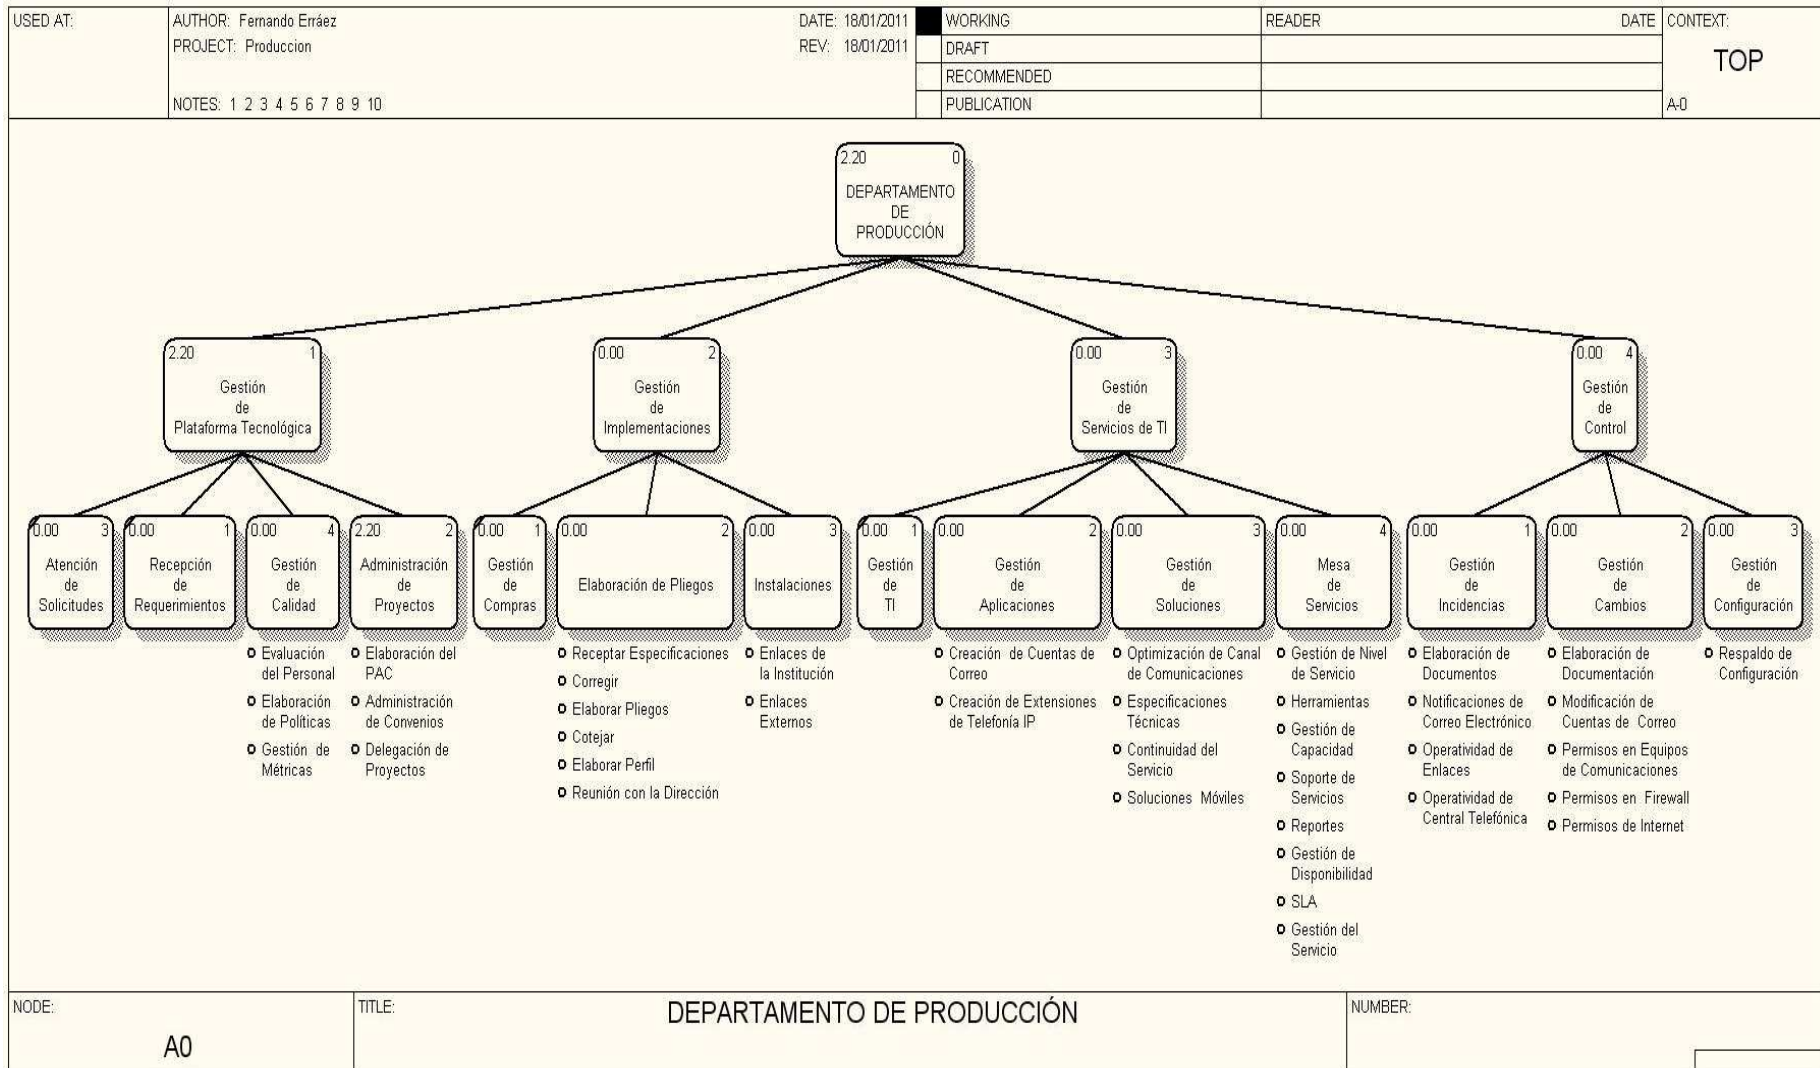 USED AT:
AUTHOR: Fernando Erráez
DATE: 18/01/2011
PROJECT: Produccion
REV: 18/01/2011
NOTES: 1 2 3 4 5 6 7 8 9 10
WORKING
DRAFT
RECOMMENDED
PUBLICATION
READER
DATE
CONTEXT:
TOP
A-0
2.20 0
DEPARTAMENTO
DE
PRODUCCIÓN
2.20 1
Gestión
de
Plataforma Tecnológica
0.00 2
Gestión
de
Implementaciones
0.00 3
Gestión
de
Servicios de TI
0.00 4
Gestión
de
Control
0.00 3
Atención
de
Solicitudes
0.00 1
Recepción
de
Requerimientos
0.00 4
Gestión
de
Calidad
Evaluación
del Personal
Elaboración
de Políticas
Gestión de
Métricas
2.20 2
Administración
de
Proyectos
Elaboración del
PAC
Administración
de Convenios
Delegación de
Proyectos
0.00 1
Gestión
de
Compras
0.00 2
Elaboración de Pliegos
Receptar Especificaciones
Corregir
Elaborar Pliegos
Cotejar
Elaborar Perfil
Reunión con la Dirección
0.00 3
Instalaciones
Enlaces de
la Institución
Enlaces
Externos
0.00 1
Gestión
de
TI
0.00 2
Gestión
de
Aplicaciones
Creación de Cuentas de
Correo
Creación de Extensiones
de Telefonía IP
0.00 3
Gestión
de
Soluciones
Optimización de Canal
de Comunicaciones
Especificaciones
Técnicas
Continuidad del
Servicio
Soluciones Móviles
0.00 4
Mesa
de
Servicios
Gestión de Nivel
de Servicio
Herramientas
Gestión de
Capacidad
Soporte de
Servicios
Reportes
Gestión de
Disponibilidad
SLA
Gestión del
Servicio
0.00 1
Gestión
de
Incidencias
Elaboración de
Documentos
Notificaciones de
Correo Electrónico
Operatividad de
Enlaces
Operatividad de
Central Telefónica
0.00 2
Gestión
de
Cambios
Elaboración de
Documentación
Modificación de
Cuentas de Correo
Permisos en Equipos
de Comunicaciones
Permisos en Firewall
Permisos de Internet
0.00 3
Gestión
de
Configuración
Respaldo de
Configuración
NODE:
A0
TITLE:
DEPARTAMENTO DE PRODUCCIÓN
NUMBER: